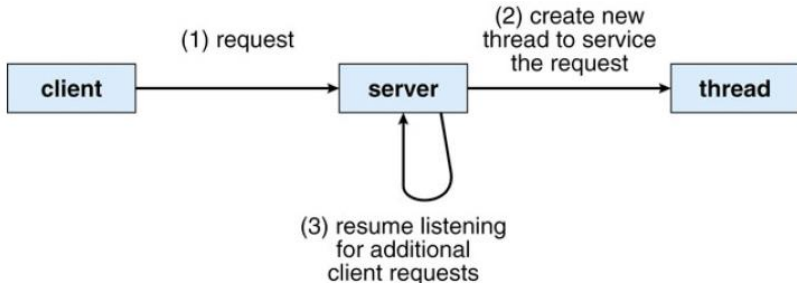 (1) request
(2) create new
thread to service
the request
client
server
thread
(3) resume listening
for additional
client requests